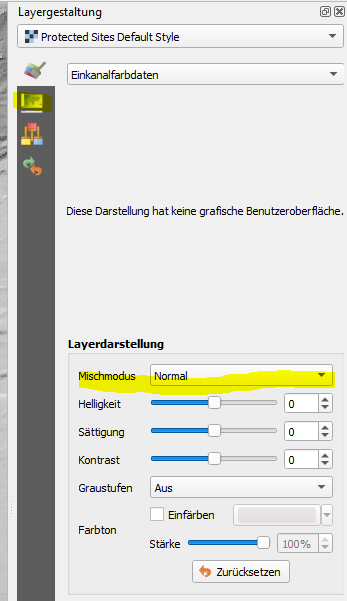 Layergestaltung
Protected Sites Default Style
Einkanalfarbdaten
Diese Darstellung hat keine grafische Benutzeroberfläche.
Layerdarstellung
Mischmodus Normal
Helligkeit 0
Sättigung 0
Kontrast 0
Graustufen Aus
Farbton Einfärben
Stärke 100%
Zurücksetzen